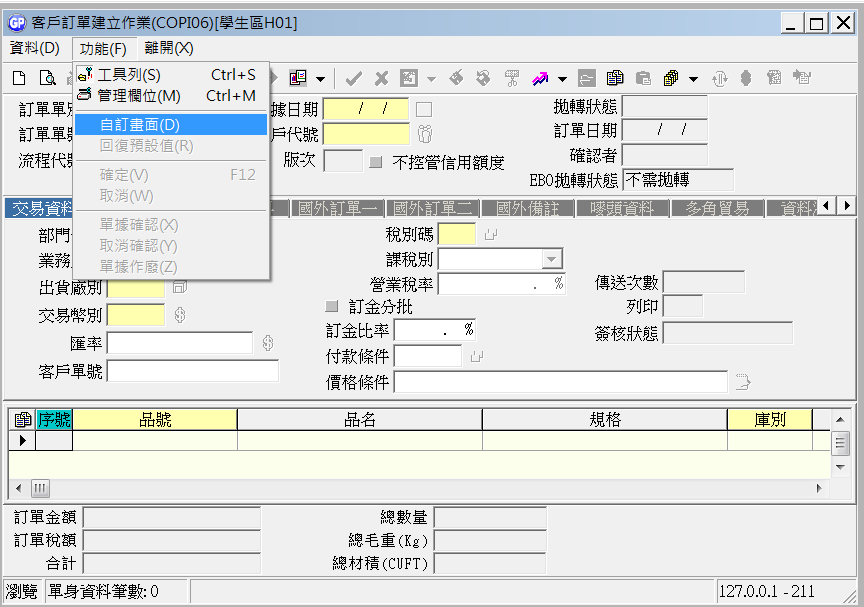 GP 客戶訂單建立作業(COPI06)[學生區H01]
資料(D) 功能(F) 離開(X)
工具列(S) Ctrl+S
管理欄位(M) Ctrl+M
自訂畫面(D)
回復預設值(R)
確定(V) F12
取消(W)
單據確認(X)
取消確認(Y)
單據作廢(Z)
訂單單別 據日期 / / 拋轉狀態
訂單單號 戶代號 訂單日期 / /
流程代號 版次 不控管信用額度 確認者
EBO拋轉狀態 不需拋轉
交易資料 國外訂單一 國外訂單二 國外備註 嘜頭資料 多角貿易 資料
部門 稅別碼
業務 課稅別
出貨廠別 營業稅率 . % 傳送次數
交易幣別 訂金分批 列印
匯率 訂金比率 . % 簽核狀態
客戶單號 付款條件
價格條件
序號 品號 品名 規格 庫別
訂單金額 總數量
訂單稅額 總毛重(Kg)
合計 總材積(CUFT)
瀏覽 單身資料筆數: 0 127.0.0.1 - 211